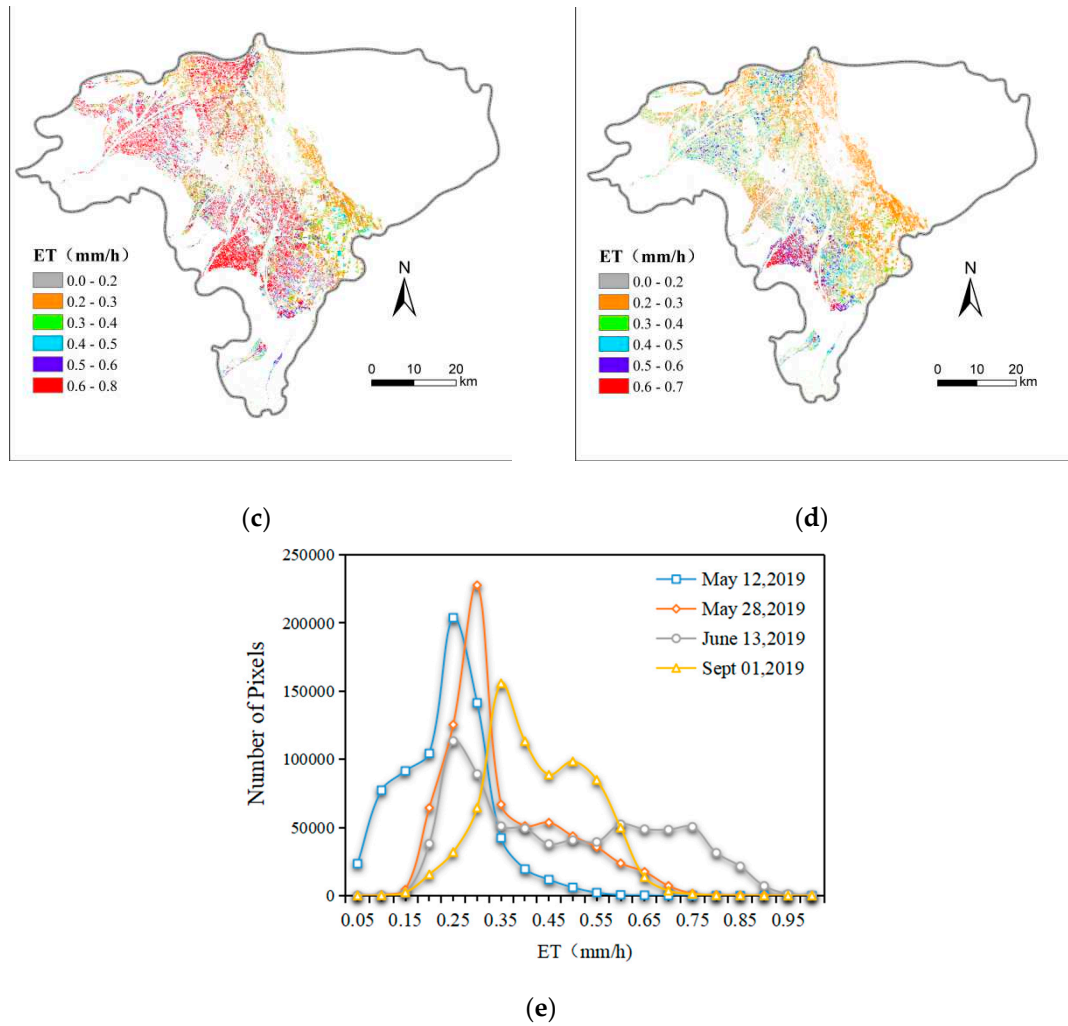 ET（mm/h)
0.0 - 0.2
0.2 - 0.3
0.3 - 0.4
0.4 - 0.5
0.5 - 0.6
0.6 - 0.8
N
0 10 20
km
ET（mm/h)
0.0 - 0.2
0.2 - 0.3
0.3 - 0.4
0.4 - 0.5
0.5 - 0.6
0.6 - 0.7
N
0 10 20
km
(c)
(d)
250000
200000
150000
100000
50000
0
Number of Pixels
May 12,2019
May 28,2019
June 13,2019
Sept 01,2019
0.05 0.15 0.25 0.35 0.45 0.55 0.65 0.75 0.85 0.95
ET（mm/h)
(e)